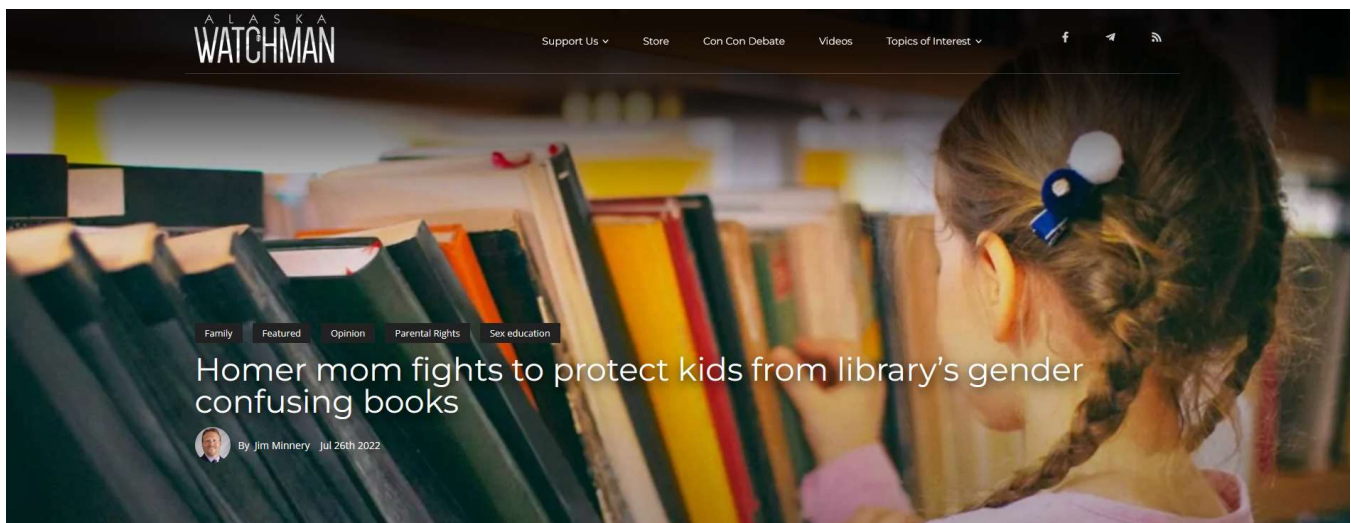 ALASKA
WATCHMAN
Support Us Store Con Con Debate Videos Topics of Interest
Family Featured Opinion Parental Rights Sex education
Homer mom fights to protect kids from library’s gender
confusing books
By Jim Minnery Jul 26th 2022